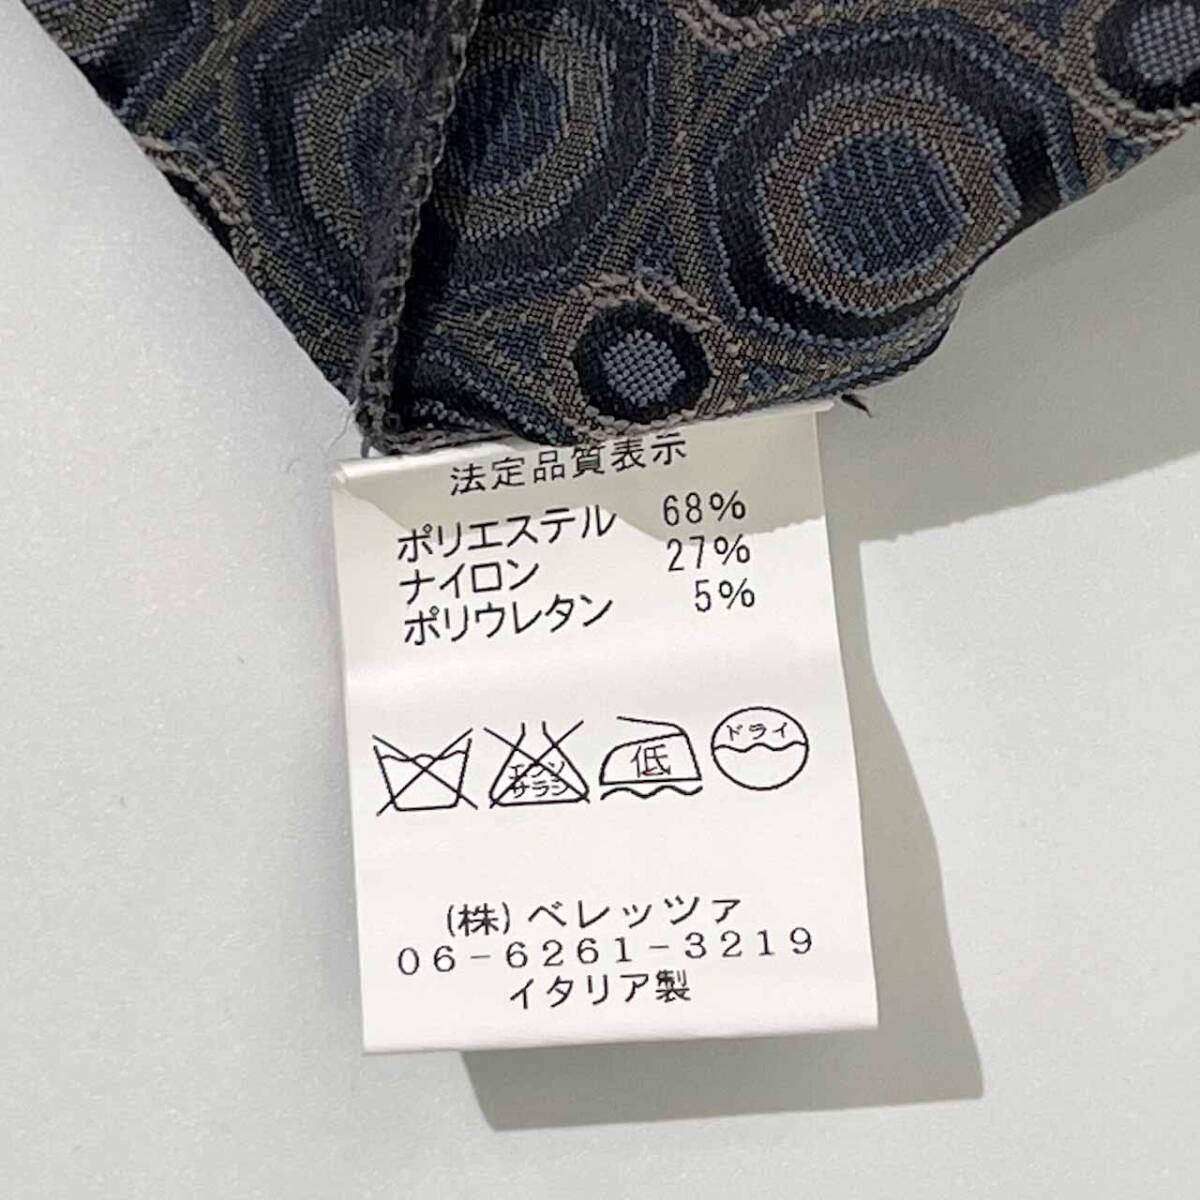 法定品質表示
ポリエステル 68%
ナイロン 27%
ポリウレタン 5%
エンソ
サラシ
低
ドライ
(株)ベレッツァ
06-6261-3219
イタリア製